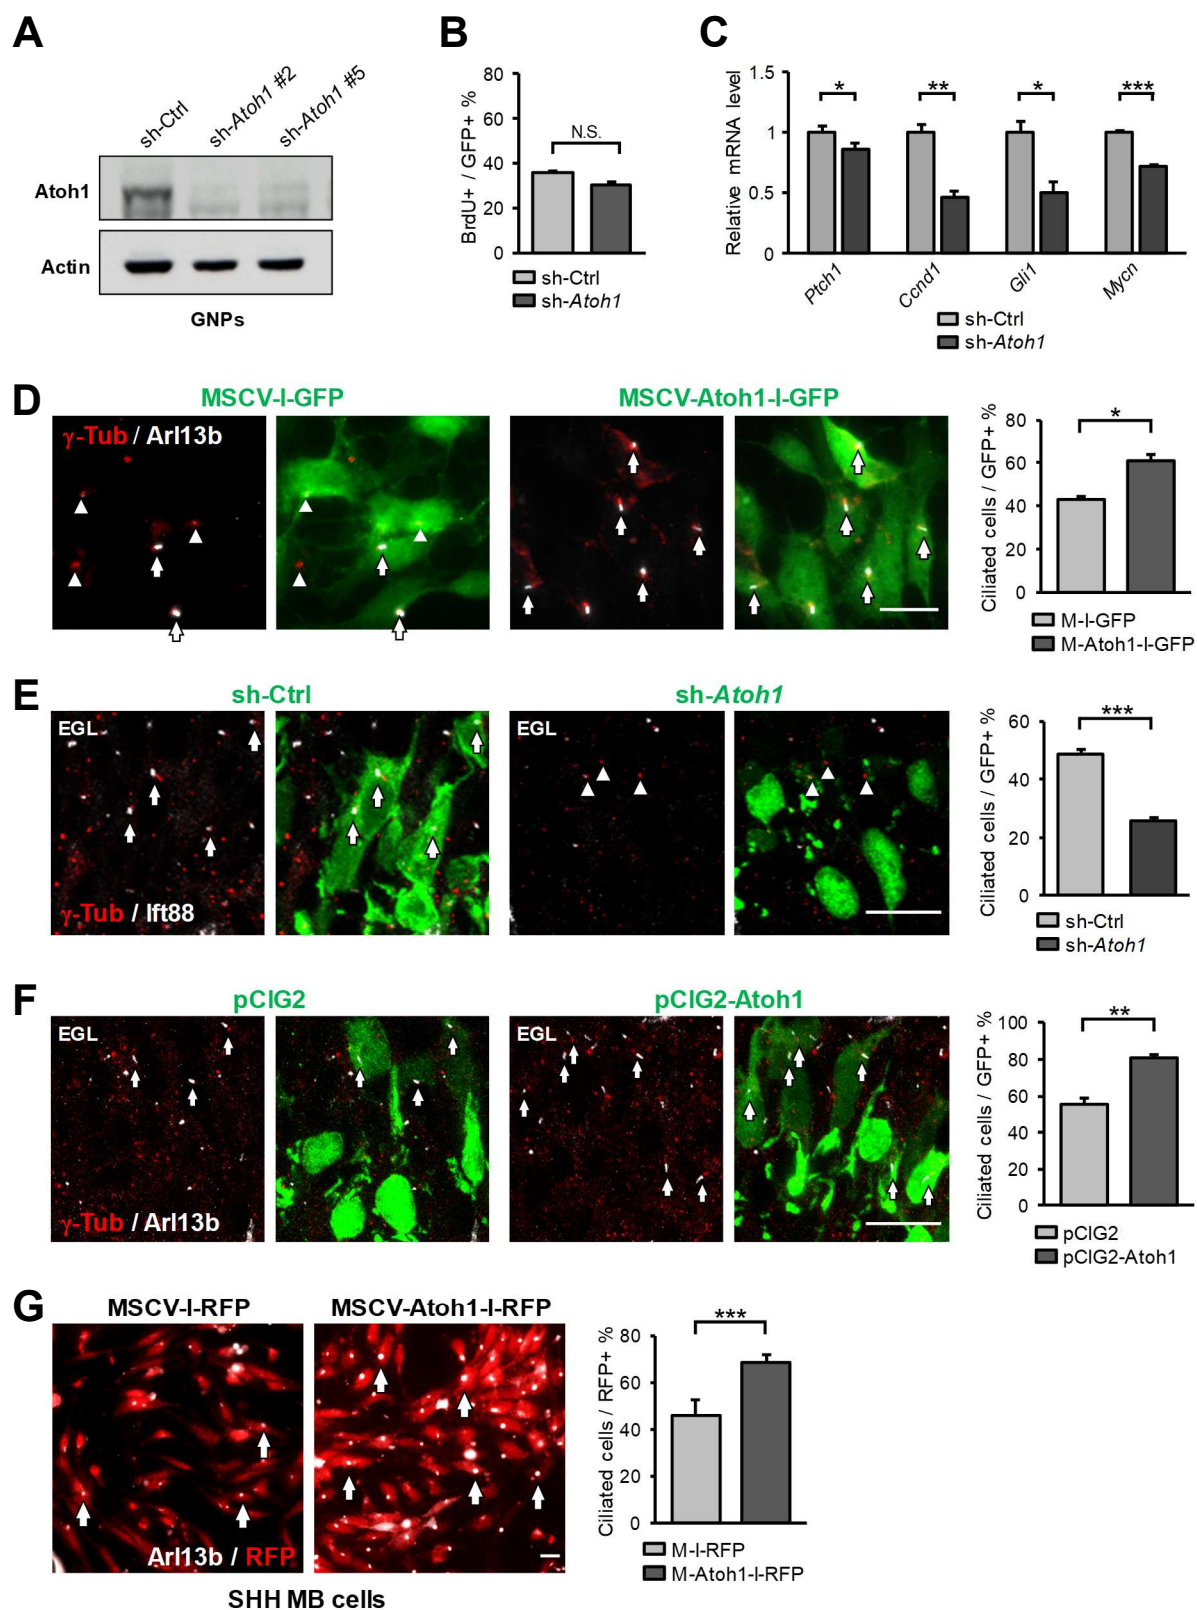 A
sh-Ctrl
sh-Atoh1 #2
sh-Atoh1 #5
Atoh1
Actin
GNPs
B
BrdU+ / GFP+ %
80
60
40
20
0
N.S.
sh-Ctrl
sh-Atoh1
C
Relative mRNA level
1.5
1
0.5
0
*
**
*
***
Ptch1
Ccnd1
Gli1
Mycn
sh-Ctrl
sh-Atoh1
D
MSCV-I-GFP
MSCV-Atoh1-I-GFP
γ-Tub / Arl13b
Ciliated cells / GFP+ %
80
60
40
20
0
*
M-I-GFP
M-Atoh1-I-GFP
E
sh-Ctrl
sh-Atoh1
EGL
EGL
γ-Tub / Ift88
Ciliated cells / GFP+ %
60
40
20
0
***
sh-Ctrl
sh-Atoh1
F
pCIG2
pCIG2-Atoh1
EGL
EGL
γ-Tub / Arl13b
Ciliated cells / GFP+ %
100
80
60
40
20
0
**
pCIG2
pCIG2-Atoh1
G
MSCV-I-RFP
MSCV-Atoh1-I-RFP
Arl13b / RFP
SHH MB cells
Ciliated cells / RFP+ %
80
60
40
20
0
***
M-I-RFP
M-Atoh1-I-RFP